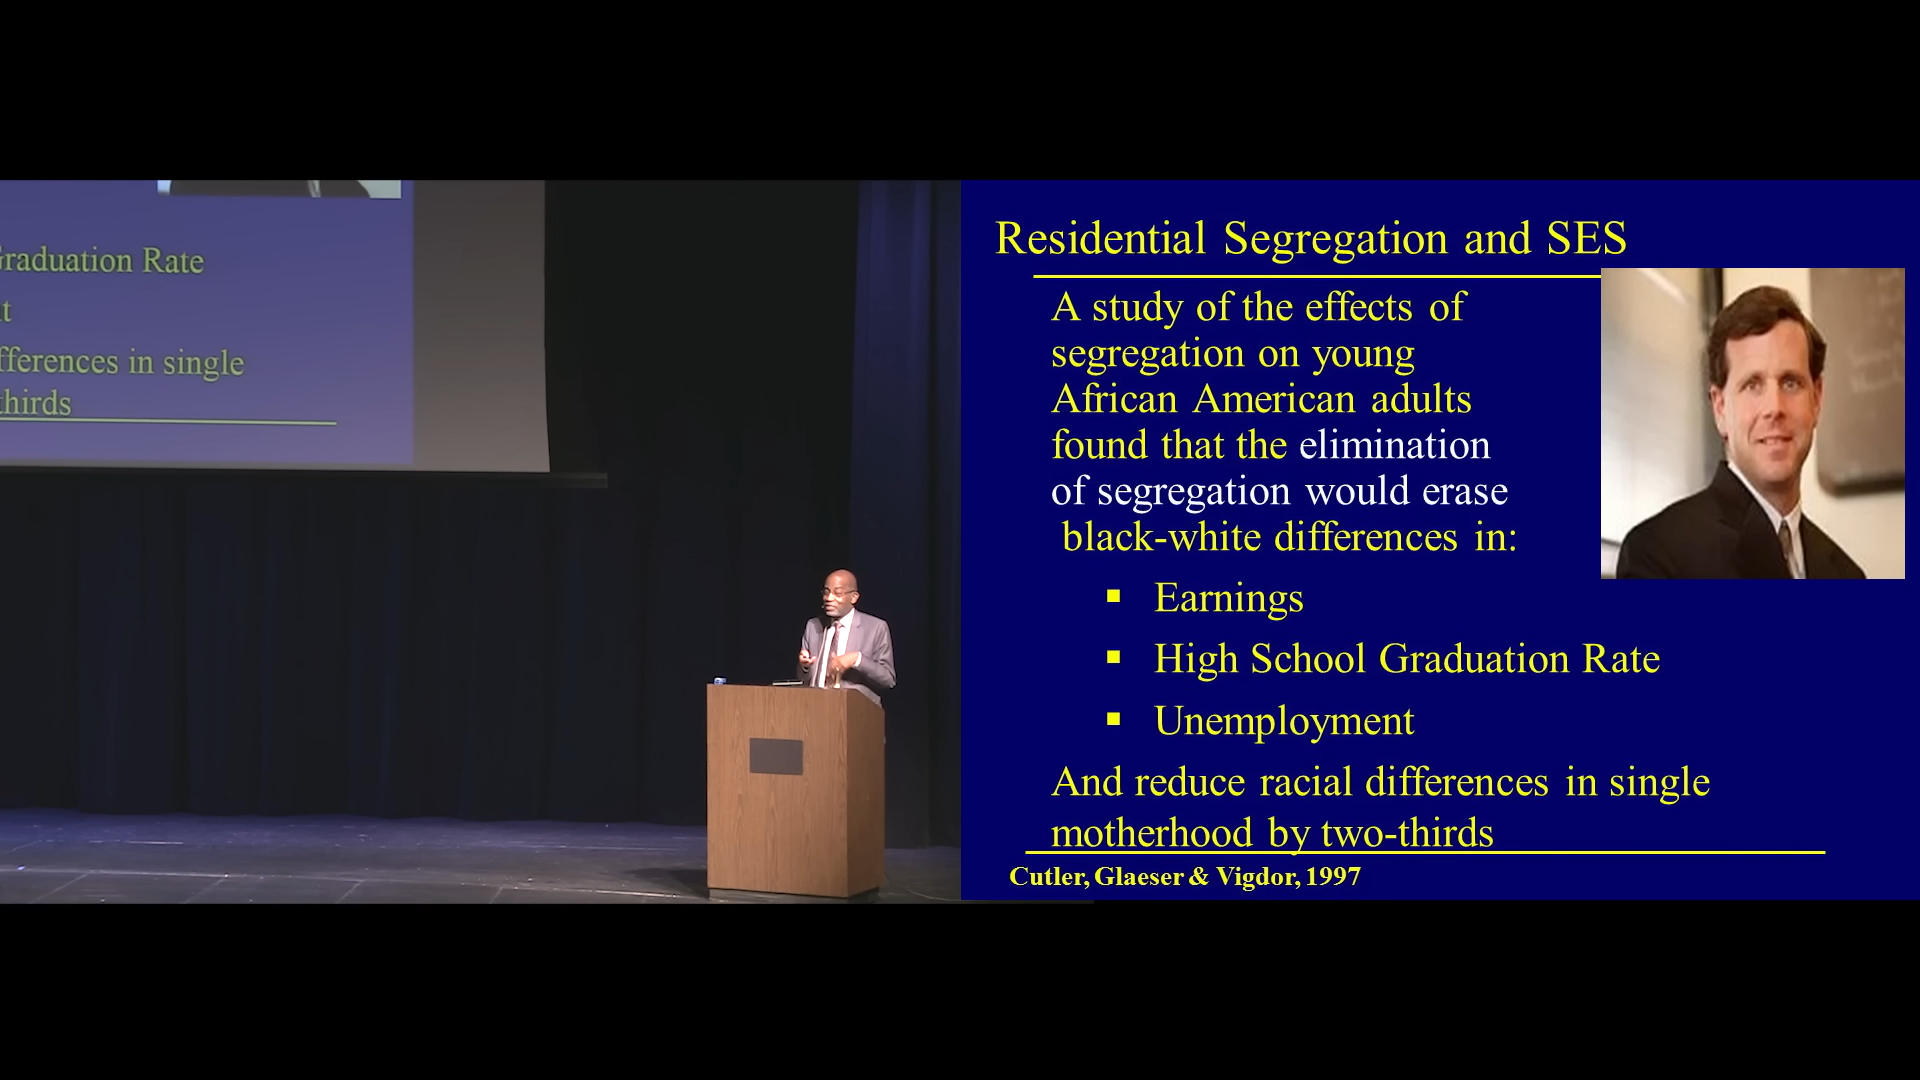 raduation Rate
t
fferences in single
thirds
Residential Segregation and SES
A study of the effects of
segregation on young
African American adults
found that the elimination
of segregation would erase
black-white differences in:
▪ Earnings
▪ High School Graduation Rate
▪ Unemployment
And reduce racial differences in single
motherhood by two-thirds
Cutler, Glaeser & Vigdor, 1997